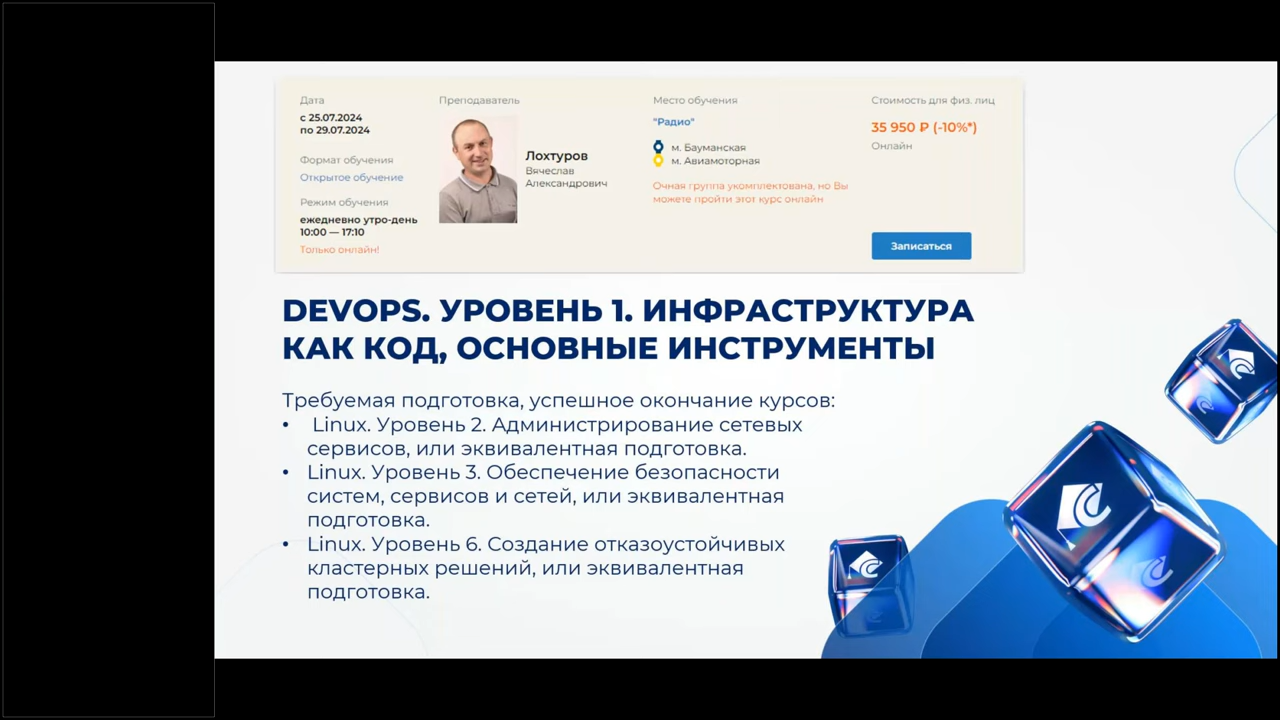 Дата
с 25.07.2024
по 29.07.2024
Формат обучения
Открытое обучение
Режим обучения
ежедневно утро-день
10:00 — 17:10
Только онлайн!
Преподаватель
Лохтуров
Вячеслав
Александрович
Место обучения
"Радио"
м. Бауманская
м. Авиамоторная
Очная группа укомплектована, но Вы
можете пройти этот курс онлайн
Стоимость для физ. лиц
35 950 ₽ (-10%*)
Онлайн
Записаться
DEVOPS. УРОВЕНЬ 1. ИНФРАСТРУКТУРА
КАК КОД, ОСНОВНЫЕ ИНСТРУМЕНТЫ
Требуемая подготовка, успешное окончание курсов:
• Linux. Уровень 2. Администрирование сетевых
сервисов, или эквивалентная подготовка.
• Linux. Уровень 3. Обеспечение безопасности
систем, сервисов и сетей, или эквивалентная
подготовка.
• Linux. Уровень 6. Создание отказоустойчивых
кластерных решений, или эквивалентная
подготовка.